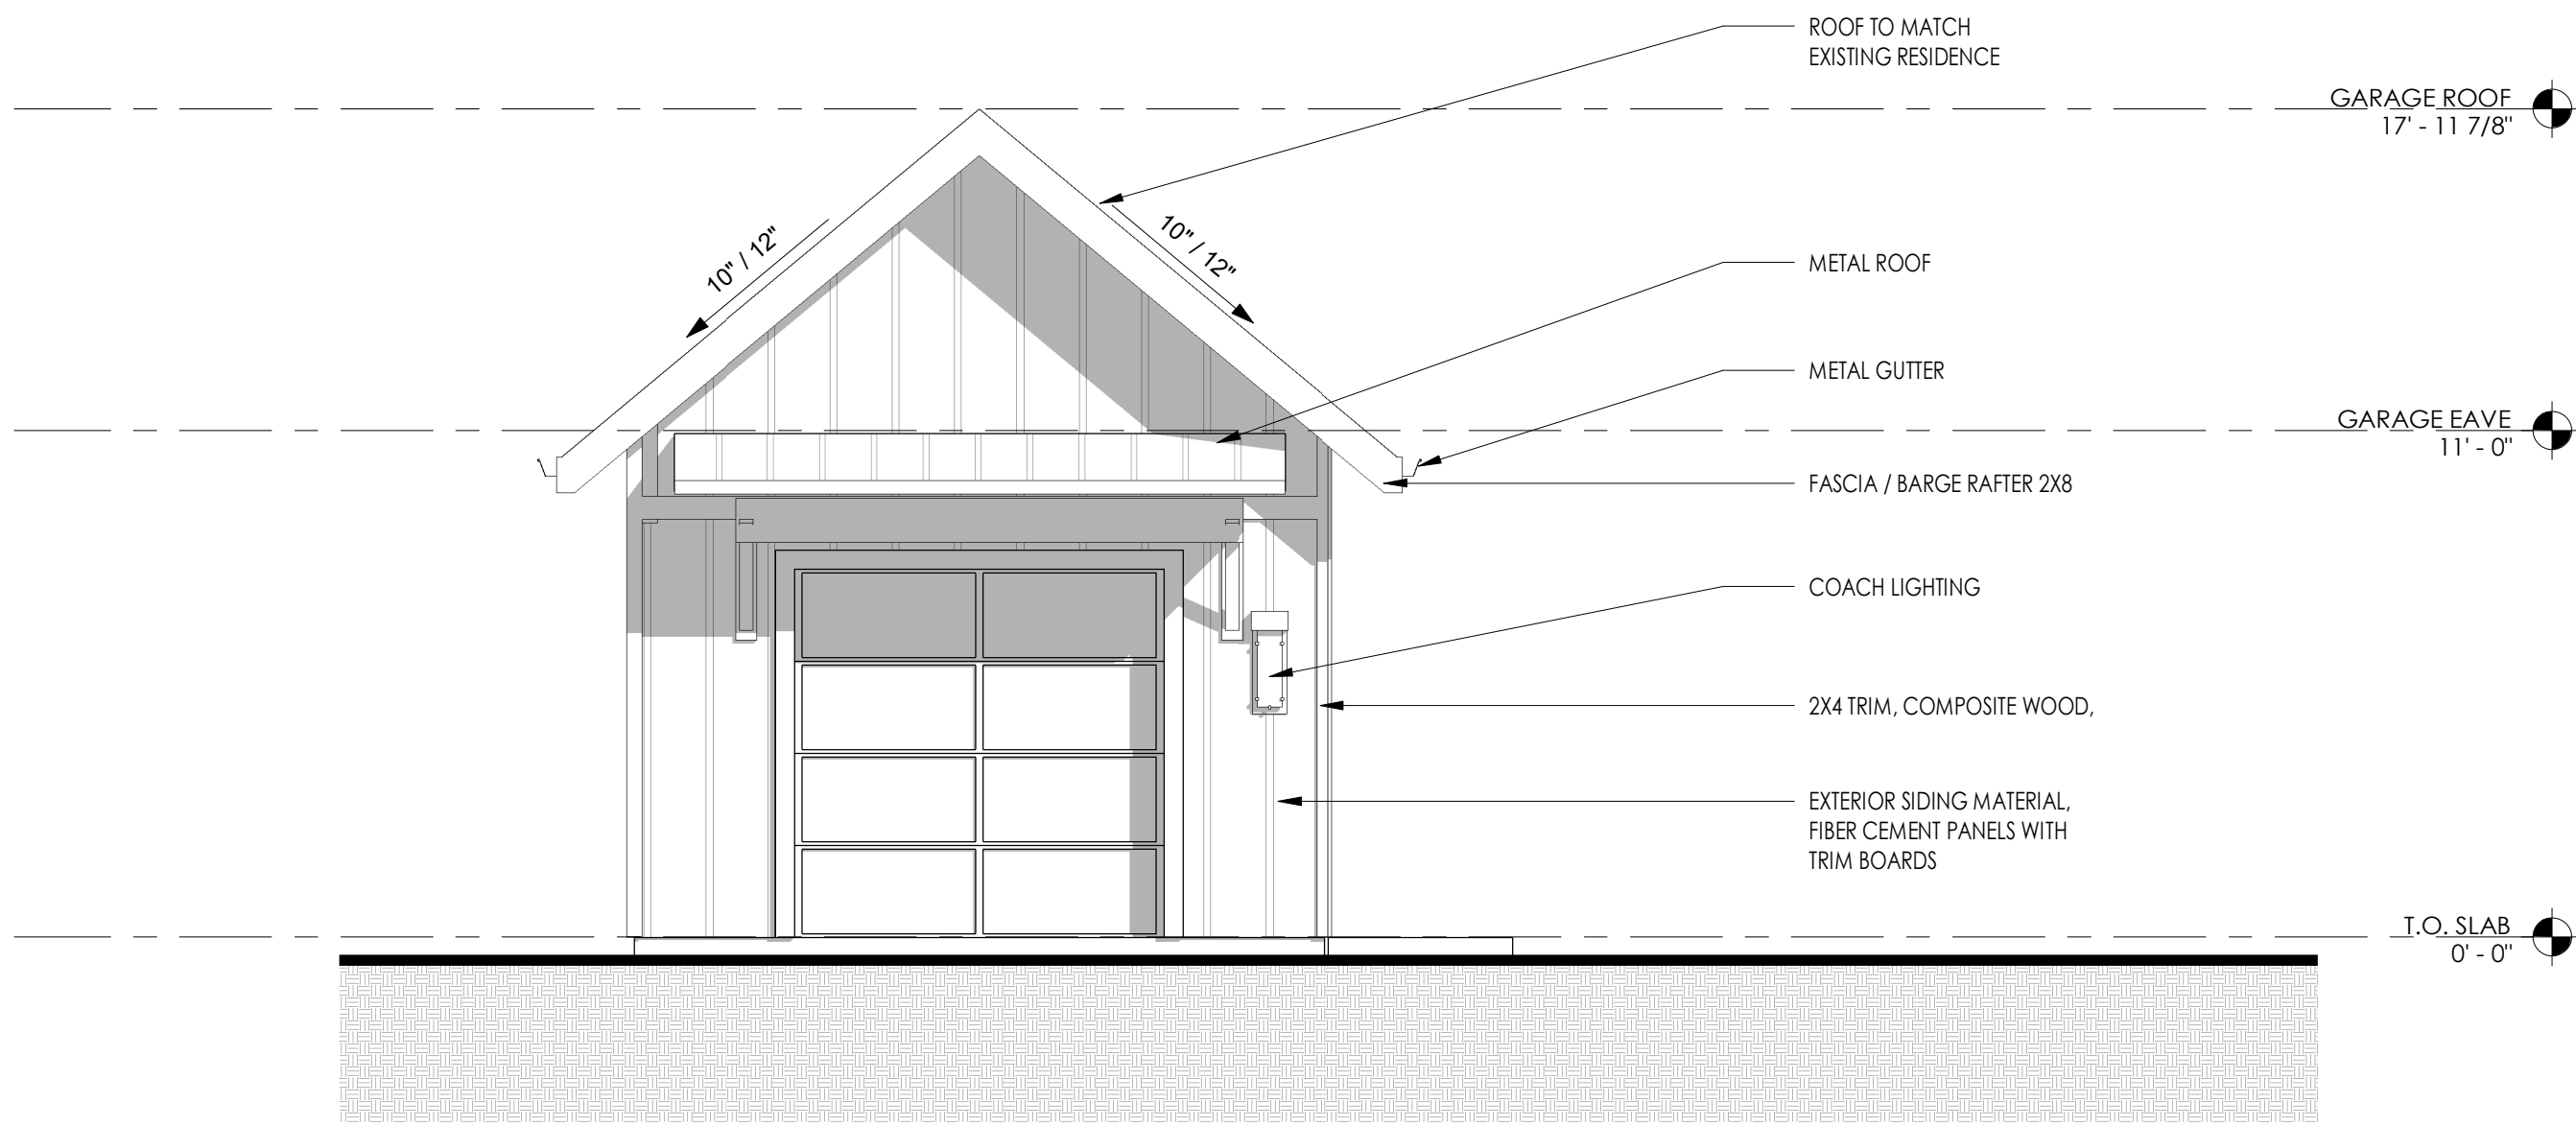 ROOF TO MATCH
EXISTING RESIDENCE
GARAGE ROOF
17' - 11 7/8"
10" / 12"
10" / 12"
METAL ROOF
METAL GUTTER
GARAGE EAVE
11' - 0"
FASCIA / BARGE RAFTER 2X8
COACH LIGHTING
2X4 TRIM, COMPOSITE WOOD,
EXTERIOR SIDING MATERIAL,
FIBER CEMENT PANELS WITH
TRIM BOARDS
T.O. SLAB
0' - 0"